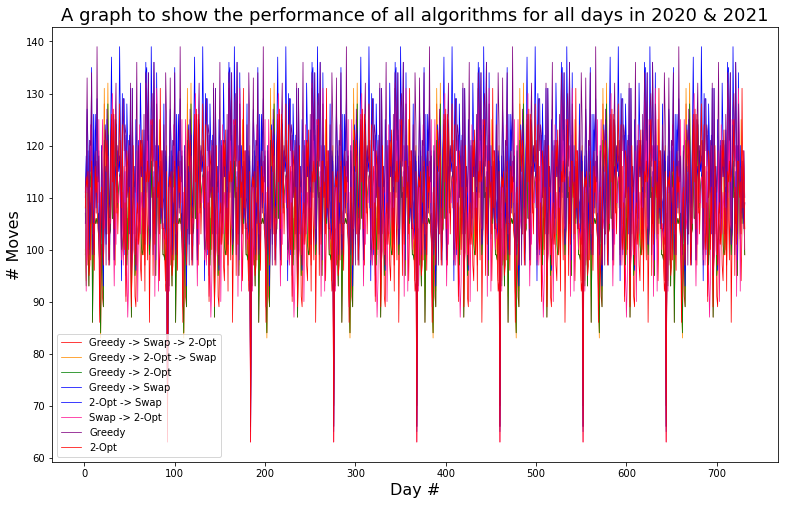 A graph to show the performance of all algorithms for all days in 2020 & 2021
# Moves
140
130
120
110
100
90
80
70
60
Greedy -> Swap -> 2-Opt
Greedy -> 2-Opt -> Swap
Greedy -> 2-Opt
Greedy -> Swap
2-Opt -> Swap
Swap -> 2-Opt
Greedy
2-Opt
0 100 200 300 400 500 600 700
Day #